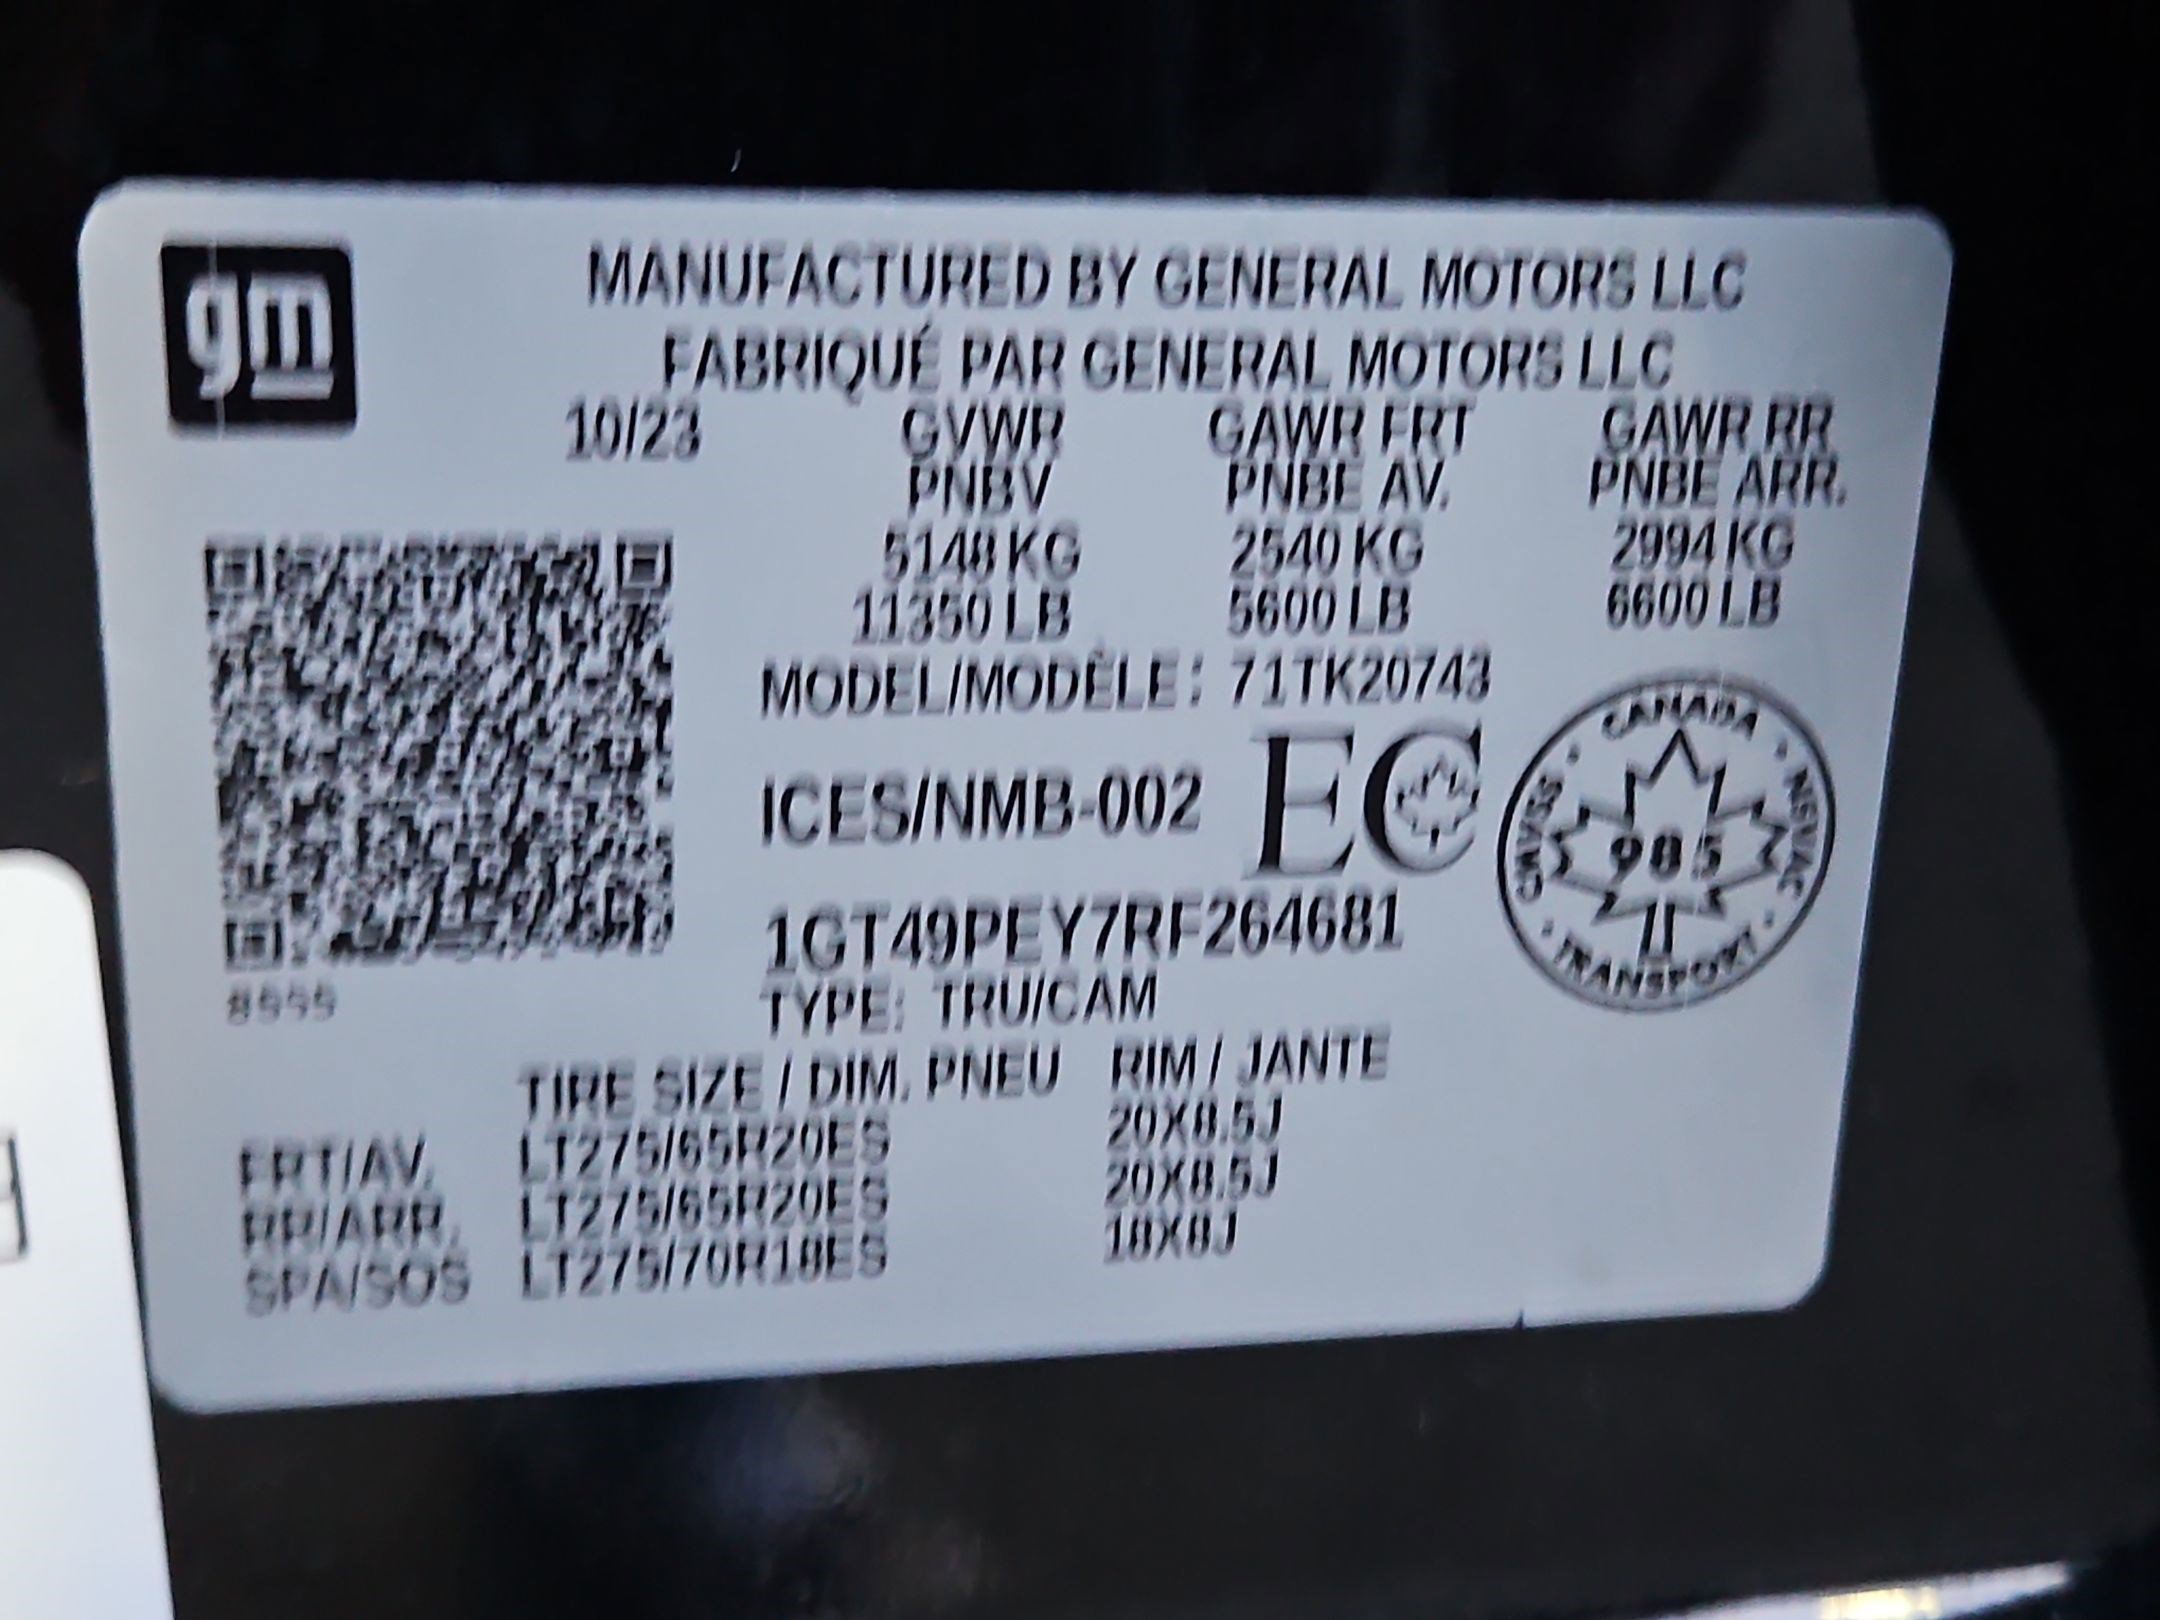 gm
MANUFACTURED BY GENERAL MOTORS LLC
FABRIQUÉ PAR GENERAL MOTORS LLC
10/23 GVWR GAWR FRT GAWR RR
PNBV PNBE AV. PNBE ARR.
5148 KG 2540 KG 2994 KG
11350 LB 5600 LB 6600 LB
MODEL/MODÈLE: 71TK20743
ICES/NMB-002 EC
CANADA · NSVAC · TRANSPORT · CMVSS ·
985
1GT49PEY7RF264681
TYPE: TRU/CAM
TIRE SIZE / DIM. PNEU RIM / JANTE
FRT/AV. LT275/65R20ES 20X8.5J
RR/ARR. LT275/65R20ES 20X8.5J
SPA/SOS LT275/70R18ES 18X8J